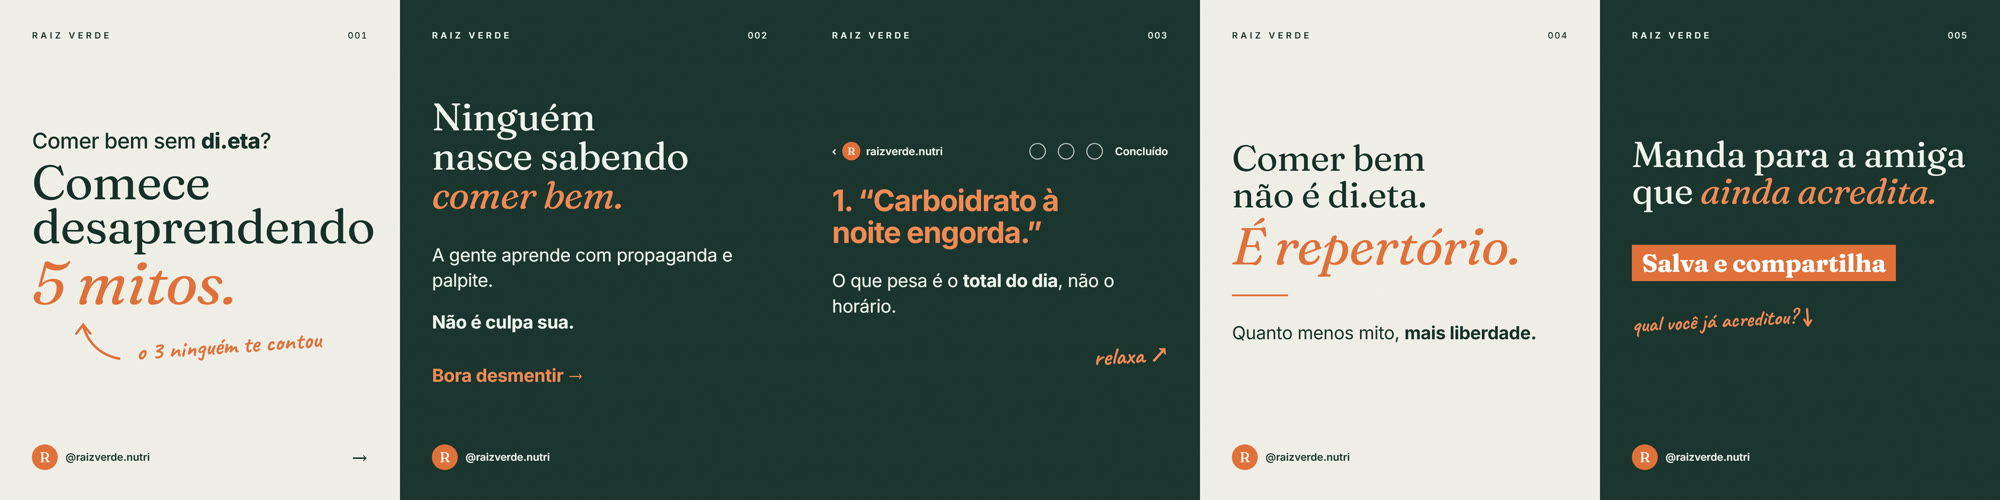 RAIZ VERDE
001
Comer bem sem di.eta?
Comece
desaprendendo
5 mitos.
o 3 ninguém te contou
R @raizverde.nutri →
RAIZ VERDE
002
Ninguém
nasce sabendo
comer bem.
A gente aprende com propaganda e
palpite.
Não é culpa sua.
Bora desmentir →
R @raizverde.nutri
RAIZ VERDE
003
‹ R raizverde.nutri
Concluído
1. “Carboidrato à
noite engorda.”
O que pesa é o total do dia, não o
horário.
relaxa ↗
RAIZ VERDE
004
Comer bem
não é di.eta.
É repertório.
Quanto menos mito, mais liberdade.
R @raizverde.nutri
RAIZ VERDE
005
Manda para a amiga
que ainda acredita.
Salva e compartilha
qual você já acreditou?↓
R @raizverde.nutri